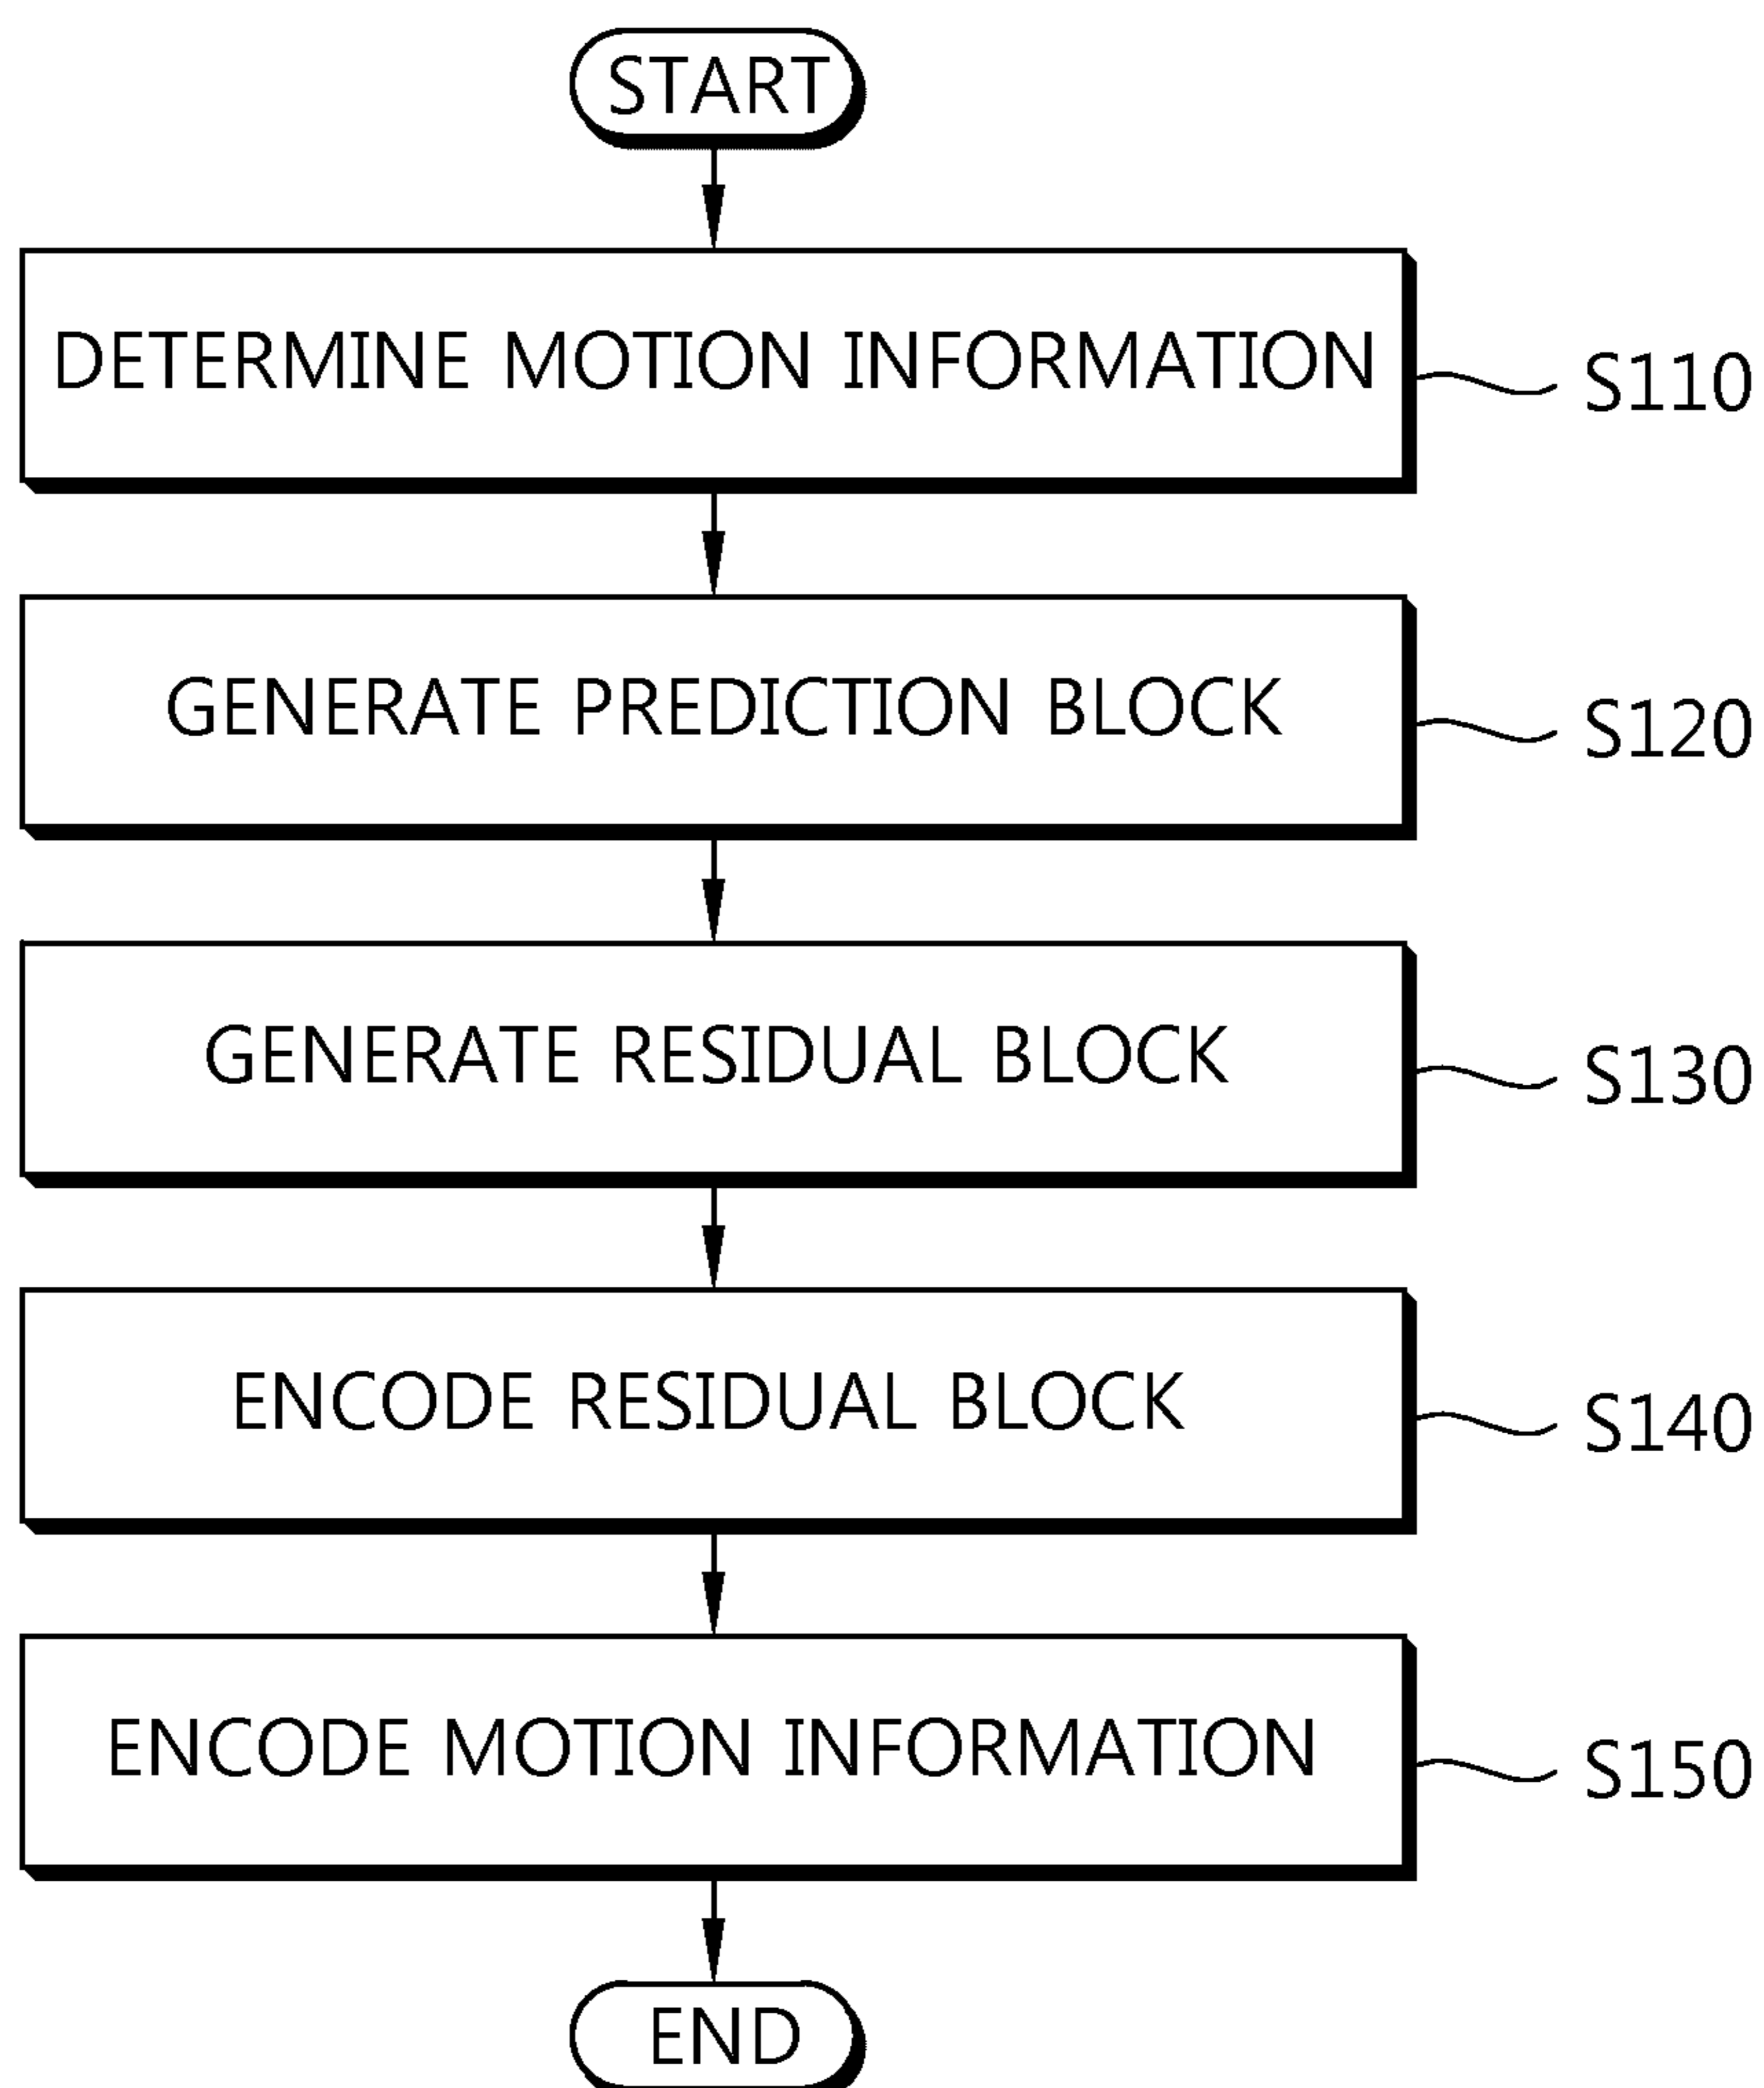 START
DETERMINE MOTION INFORMATION
S110
GENERATE PREDICTION BLOCK
S120
GENERATE RESIDUAL BLOCK
S130
ENCODE RESIDUAL BLOCK
S140
ENCODE MOTION INFORMATION
S150
END